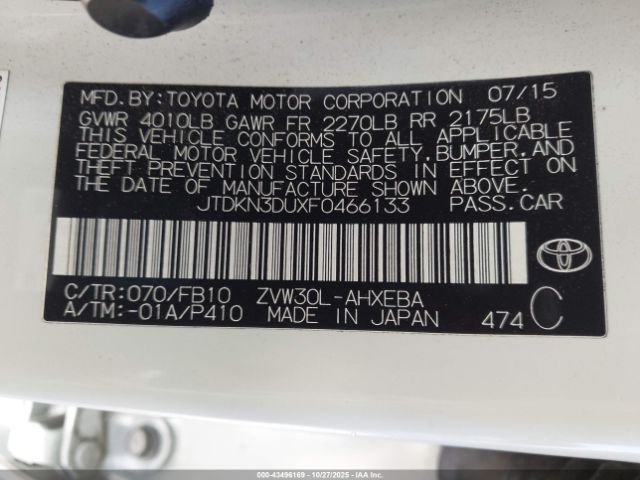 MFD.BY:TOYOTA MOTOR CORPORATION 07/15
GVWR 4010LB GAWR FR 2270LB RR 2175LB
THIS VEHICLE CONFORMS TO ALL APPLICABLE
FEDERAL MOTOR VEHICLE SAFETY,BUMPER,AND
THEFT PREVENTION STANDARDS IN EFFECT ON
THE DATE OF MANUFACTURE SHOWN ABOVE.
JTDKN3DUXF0466133 PASS.CAR
C/TR:070/FB10 ZVW30L-AHXEBA
A/TM:-01A/P410 MADE IN JAPAN 474 C
000-43496169 - 10/27/2025 - IAAI.COM